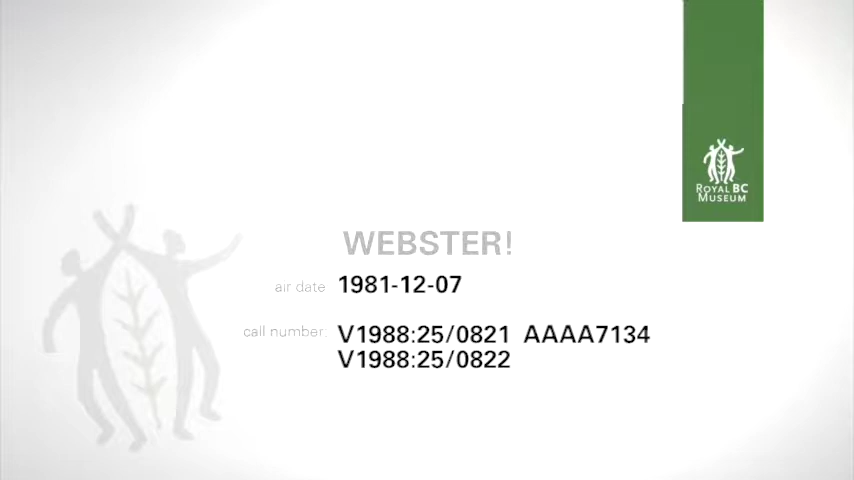 ROYAL BC
MUSEUM
WEBSTER!
air date 1981-12-07
call number: V1988:25/0821 AAAA7134
V1988:25/0822